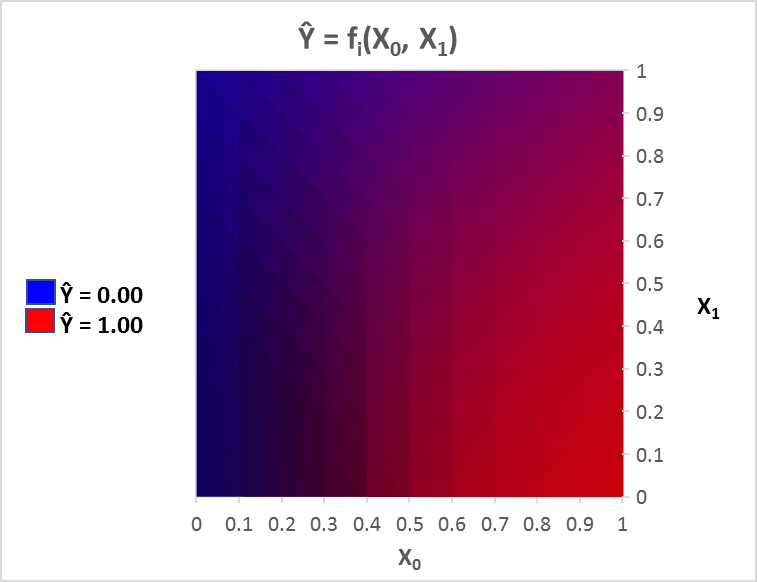 Ŷ = fi(X0, X1)
1
0.9
0.8
0.7
0.6
0.5
0.4
0.3
0.2
0.1
0
X1
Ŷ = 0.00
Ŷ = 1.00
0 0.1 0.2 0.3 0.4 0.5 0.6 0.7 0.8 0.9 1
X0